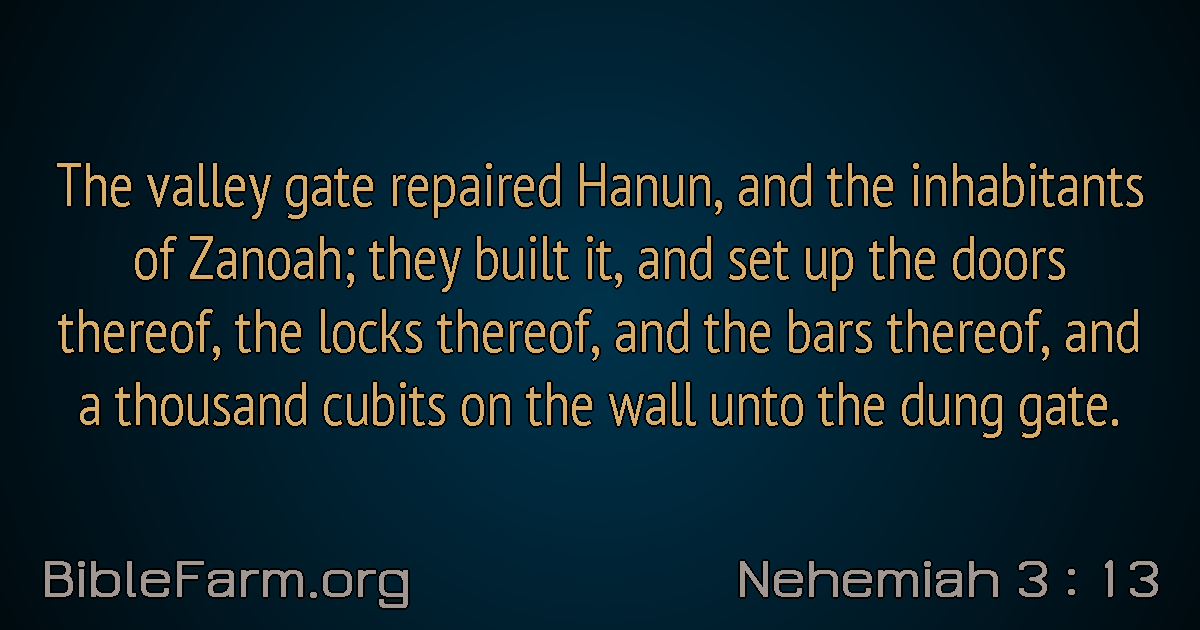 The valley gate repaired Hanun, and the inhabitants
of Zanoah; they built it, and set up the doors
thereof, the locks thereof, and the bars thereof, and
a thousand cubits on the wall unto the dung gate.
BibleFarm.org
Nehemiah 3 : 13